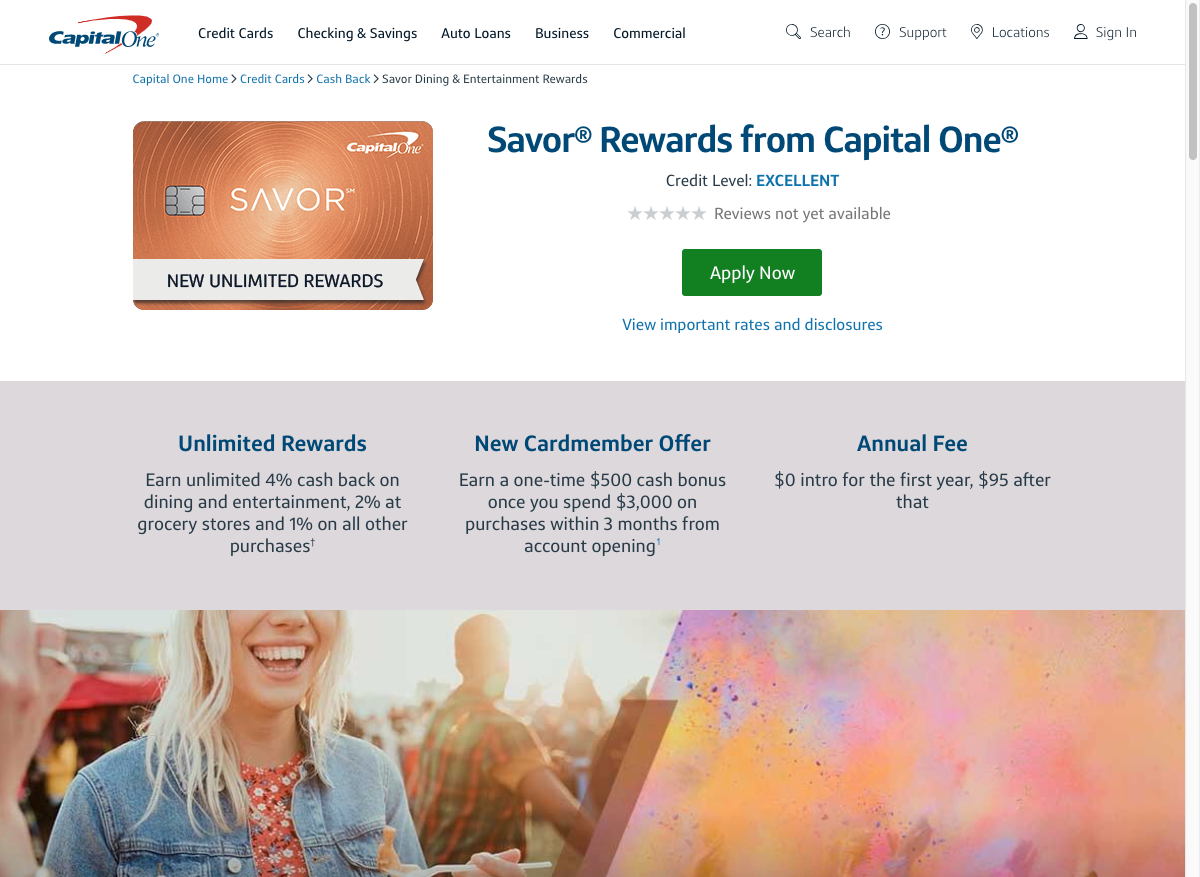 Capital One
Credit Cards
Checking & Savings
Auto Loans
Business
Commercial
Search
Support
Locations
Sign In
Capital One Home > Credit Cards > Cash Back > Savor Dining & Entertainment Rewards
Capital One
SAVOR℠
NEW UNLIMITED REWARDS
Savor® Rewards from Capital One®
Credit Level: EXCELLENT
Reviews not yet available
Apply Now
View important rates and disclosures
Unlimited Rewards
Earn unlimited 4% cash back on
dining and entertainment, 2% at
grocery stores and 1% on all other
purchases†
New Cardmember Offer
Earn a one-time $500 cash bonus
once you spend $3,000 on
purchases within 3 months from
account opening¹
Annual Fee
$0 intro for the first year, $95 after
that